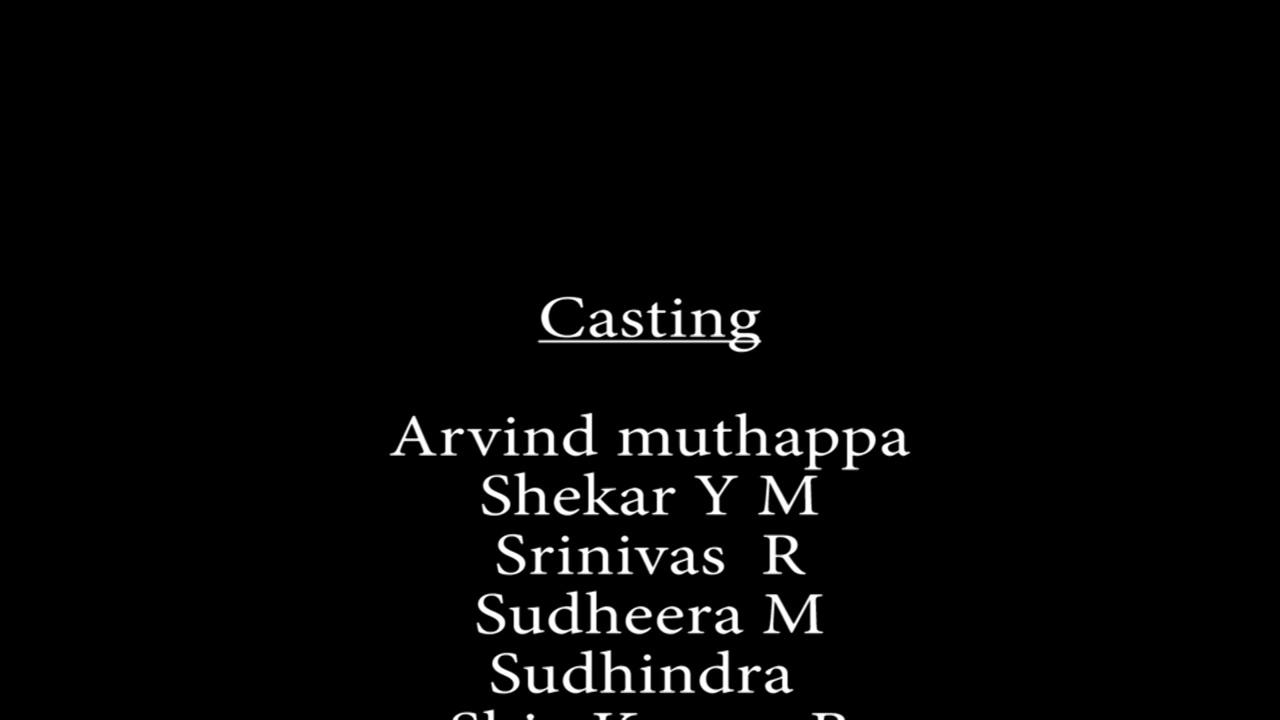 Casting
Arvind muthappa
Shekar Y M
Srinivas  R
Sudheera M
Sudhindra